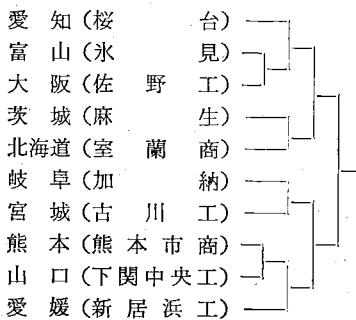 愛知(桜台)
富山(氷見)
大阪(佐野工)
茨城(麻生)
北海道(室蘭商)
岐阜(加納)
宮城(古川工)
熊本(熊本市商)
山口(下関中央工)
愛媛(新居浜工)